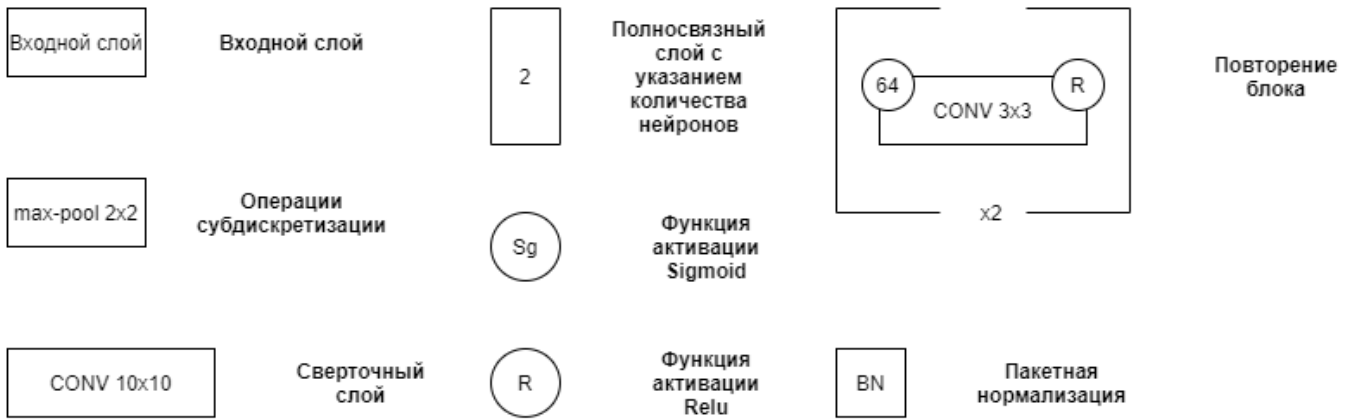 Входной слой
Входной слой
2
Полносвязный
слой с
указанием
количества
нейронов
64
CONV 3x3
R
x2
Повторение
блока
max-pool 2x2
Операции
субдискретизации
Sg
Функция
активации
Sigmoid
CONV 10x10
Сверточный
слой
R
Функция
активации
Relu
BN
Пакетная
нормализация